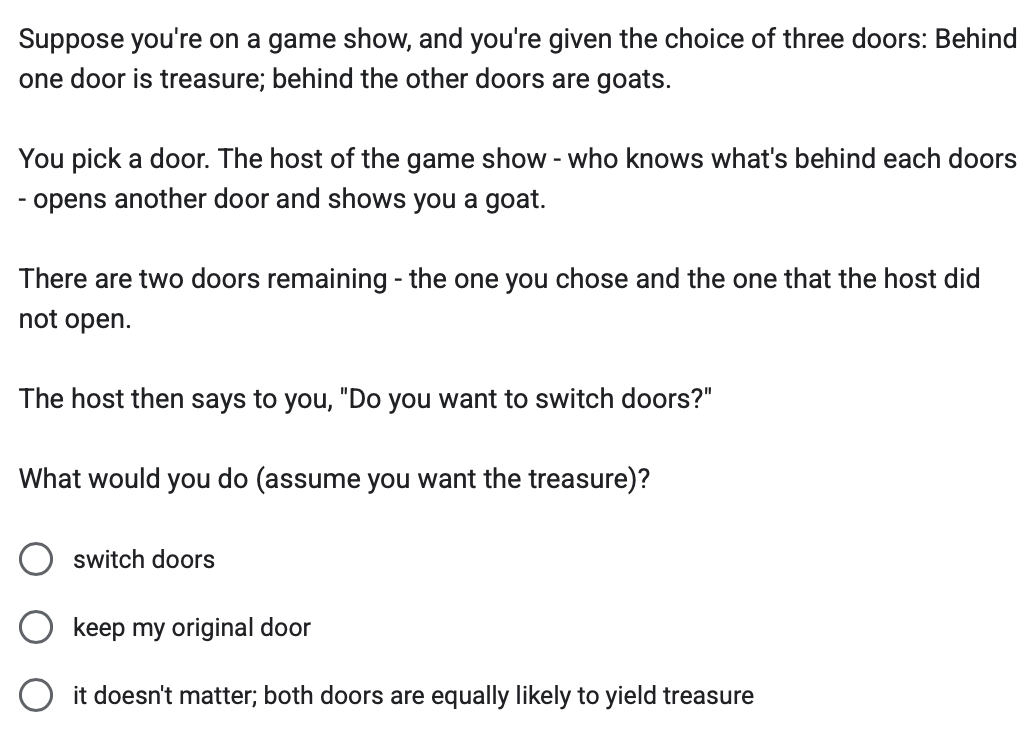 Suppose you're on a game show, and you're given the choice of three doors: Behind
one door is treasure; behind the other doors are goats.
You pick a door. The host of the game show - who knows what's behind each doors
- opens another door and shows you a goat.
There are two doors remaining - the one you chose and the one that the host did
not open.
The host then says to you, "Do you want to switch doors?"
What would you do (assume you want the treasure)?
switch doors
keep my original door
it doesn't matter; both doors are equally likely to yield treasure